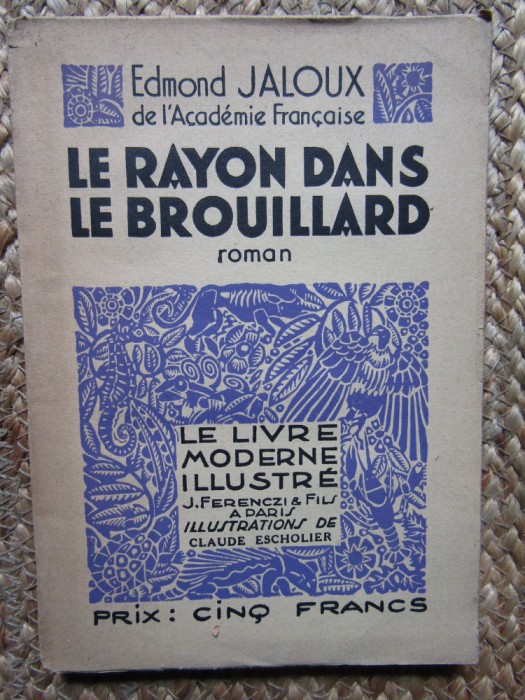 Edmond JALOUX
de l'Académie Française
LE RAYON DANS
LE BROUILLARD
roman
LE LIVRE
MODERNE
ILLUSTRÉ
J. FERENCZI & FILS
A PARIS
ILLUSTRATIONS DE
CLAUDE ESCHOLIER
PRIX: CINQ FRANCS